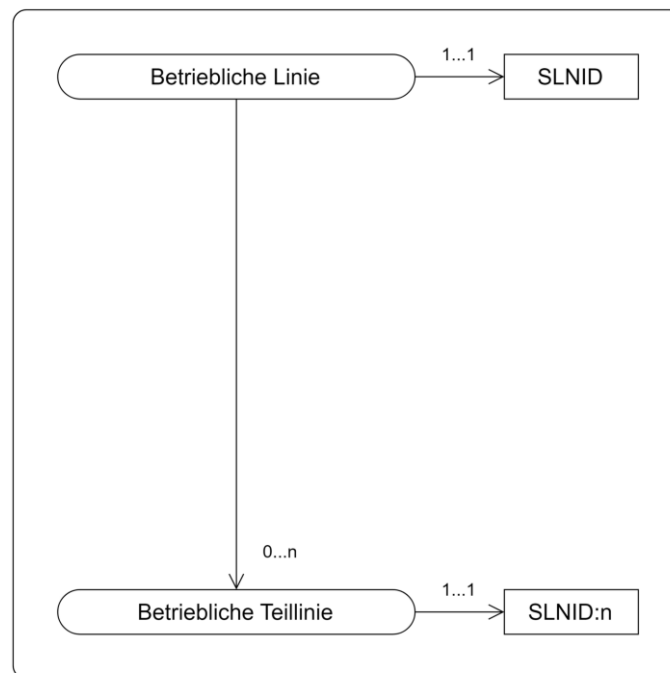 Betriebliche Linie
1...1
SLNID
0...n
Betriebliche Teillinie
1...1
SLNID:n